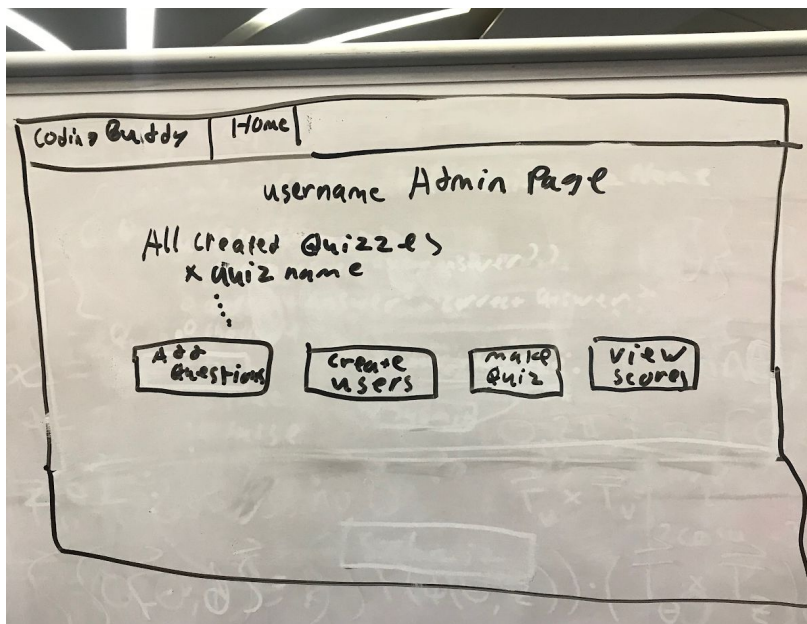 Coding Buddy Home
username Admin Page
All created Quizzes
x Quiz name
Add Questions
create users
make Quiz
view scores